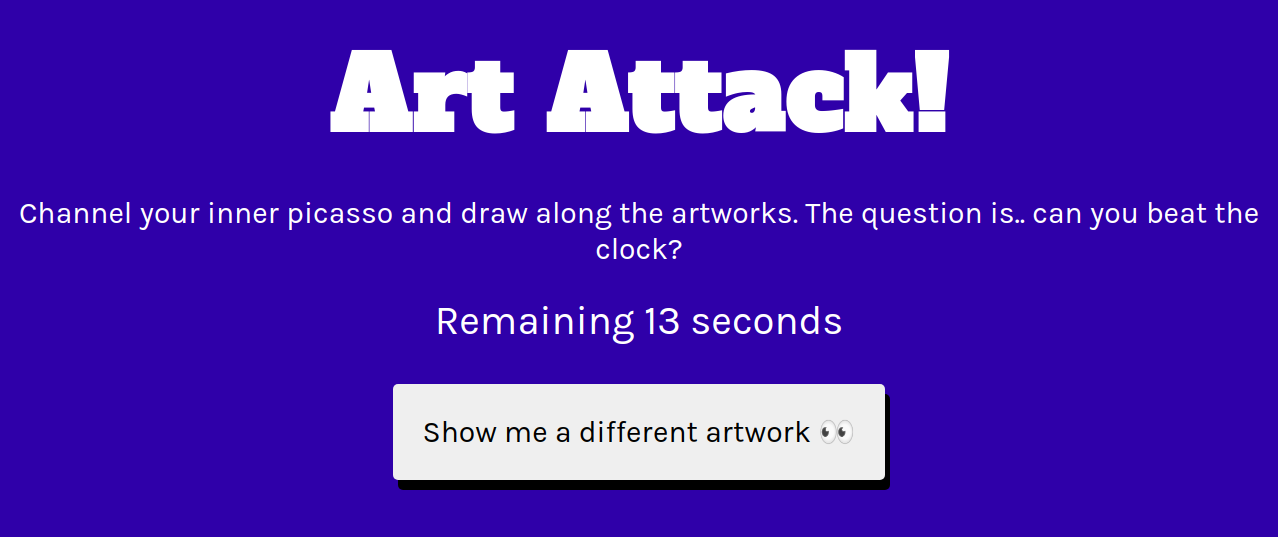 Art Attack!
Channel your inner picasso and draw along the artworks. The question is.. can you beat the
clock?
Remaining 13 seconds
Show me a different artwork 👀